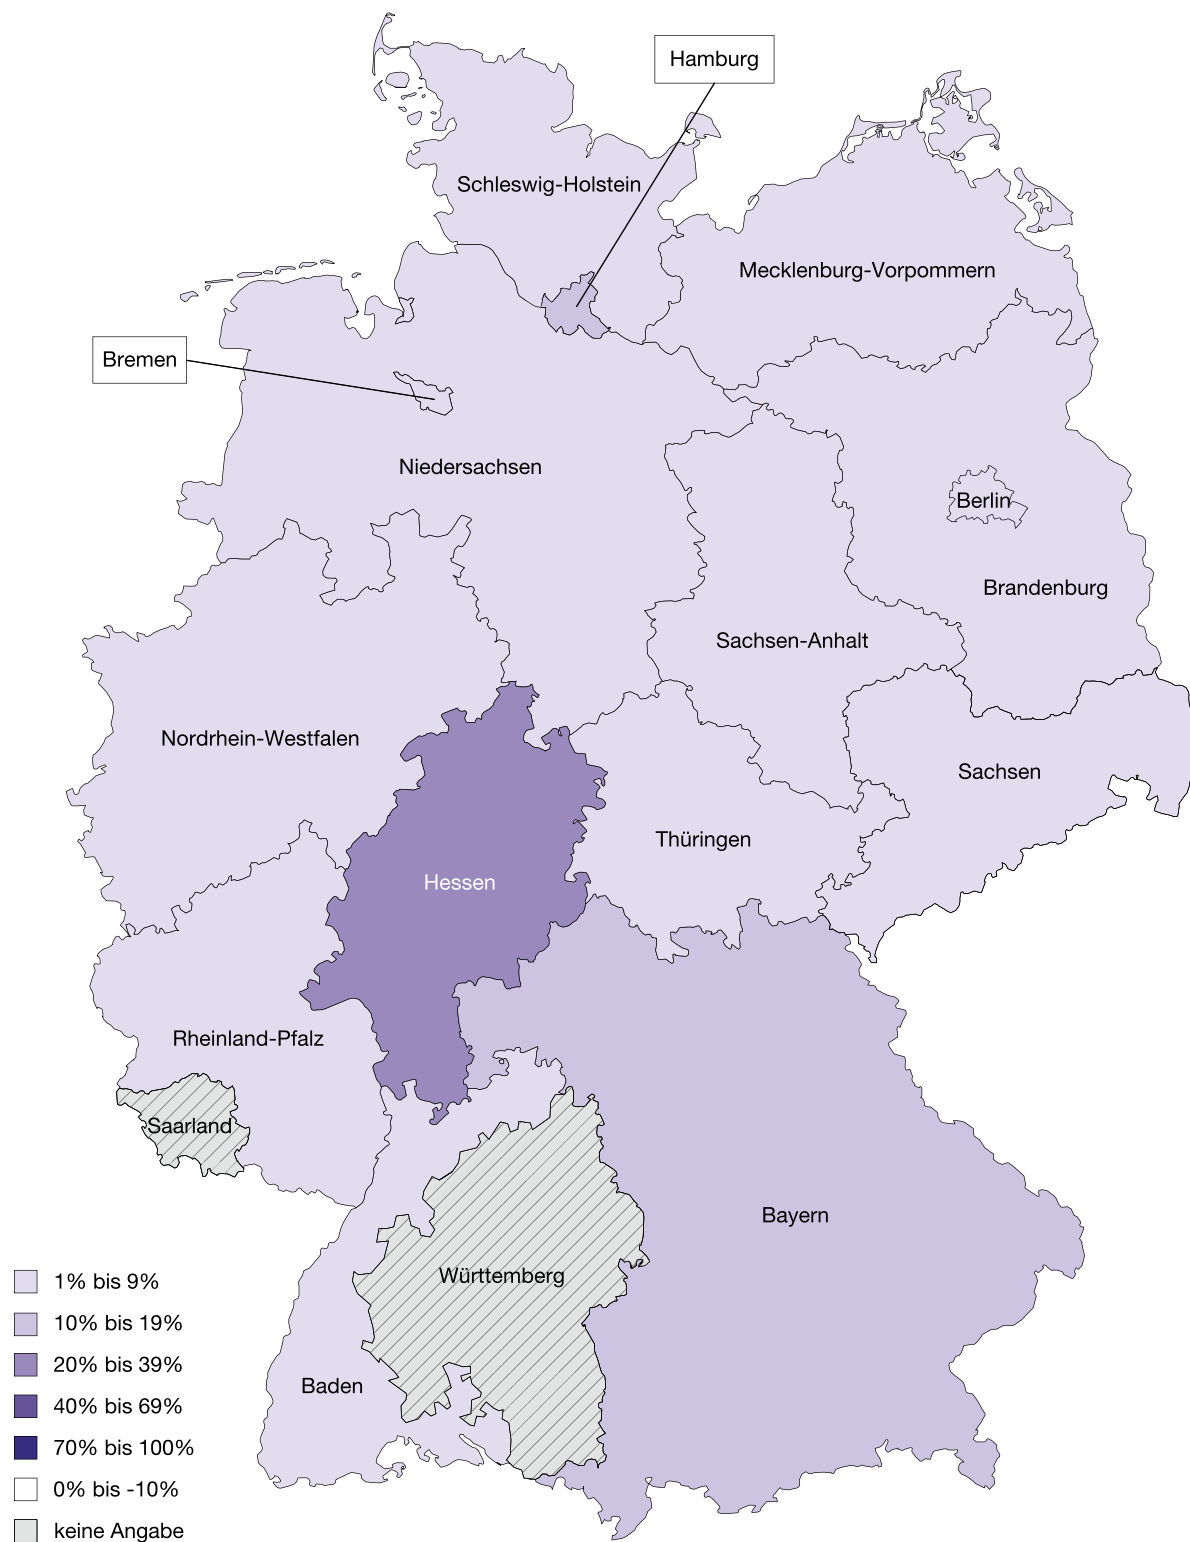 Hamburg
Schleswig-Holstein
Mecklenburg-Vorpommern
Bremen
Niedersachsen
Berlin
Brandenburg
Sachsen-Anhalt
Nordrhein-Westfalen
Sachsen
Thüringen
Hessen
Rheinland-Pfalz
Saarland
Bayern
Württemberg
Baden
1% bis 9%
10% bis 19%
20% bis 39%
40% bis 69%
70% bis 100%
0% bis -10%
keine Angabe